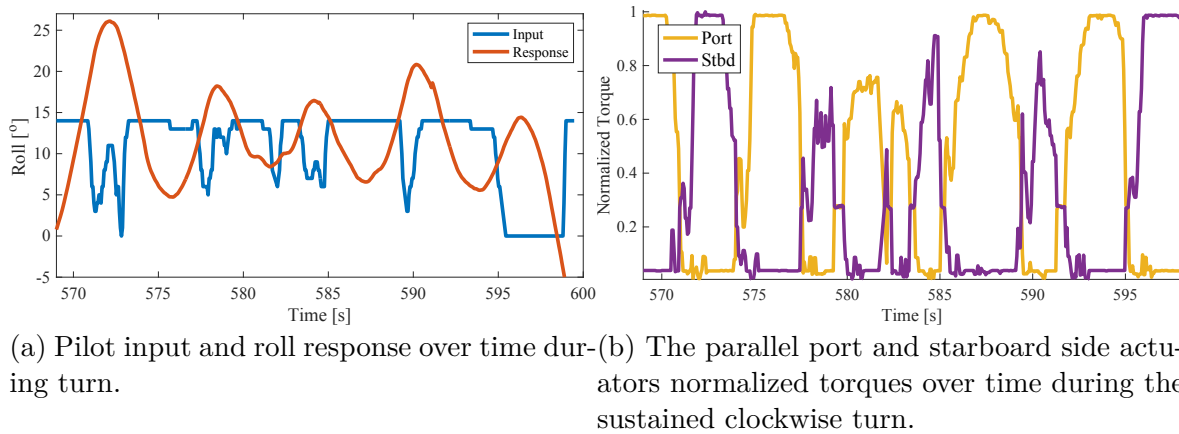 25
20
15
10
5
0
-5
Roll [°]
Input
Response
570
575
580
585
590
595
600
Time [s]
1
0.8
0.6
0.4
0.2
Normalized Torque
Port
Stbd
570
575
580
585
590
595
Time [s]
(a) Pilot input and roll response over time dur-
ing turn.
(b) The parallel port and starboard side actu-
ators normalized torques over time during the
sustained clockwise turn.